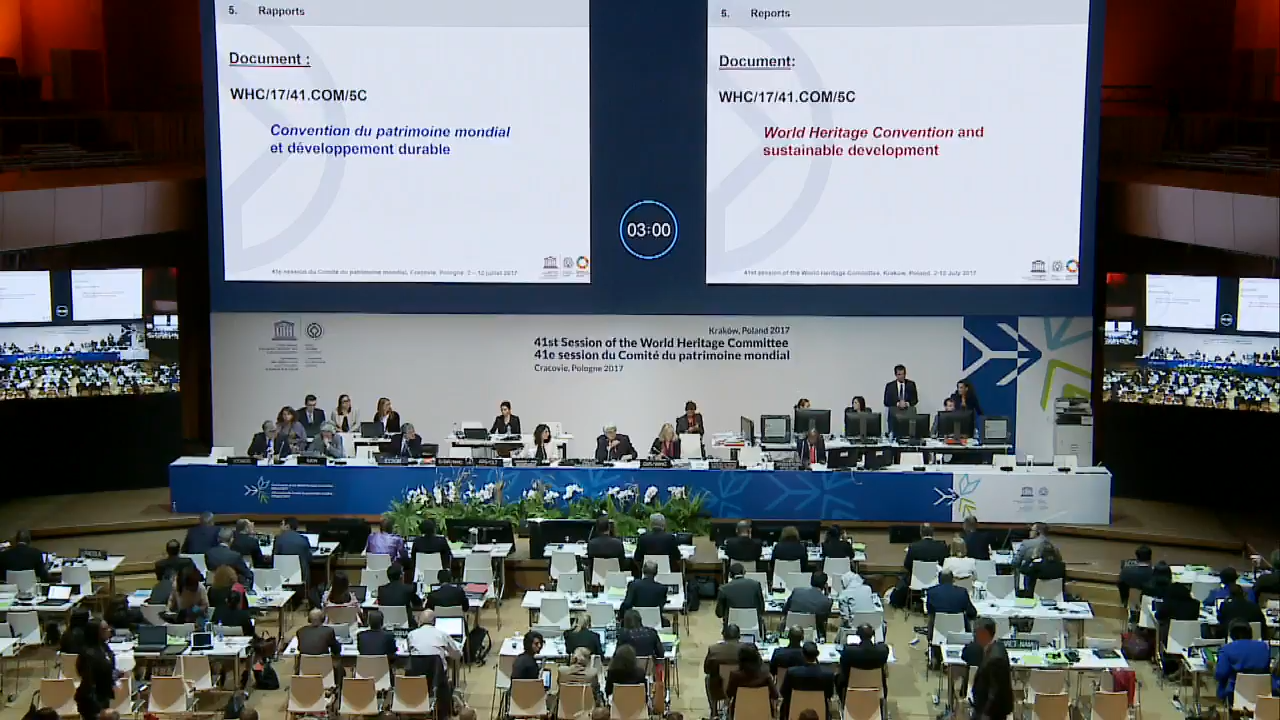 5. Rapports
Document :
WHC/17/41.COM/5C
Convention du patrimoine mondial
et développement durable
41e session du Comité du patrimoine mondial, Cracovie, Pologne, 2 – 12 juillet 2017
03:00
5. Reports
Document:
WHC/17/41.COM/5C
World Heritage Convention and
sustainable development
41st session of the World Heritage Committee, Krakow, Poland, 2-12 July 2017
Kraków, Poland 2017
41st Session of the World Heritage Committee
41e session du Comité du patrimoine mondial
Cracovie, Pologne 2017